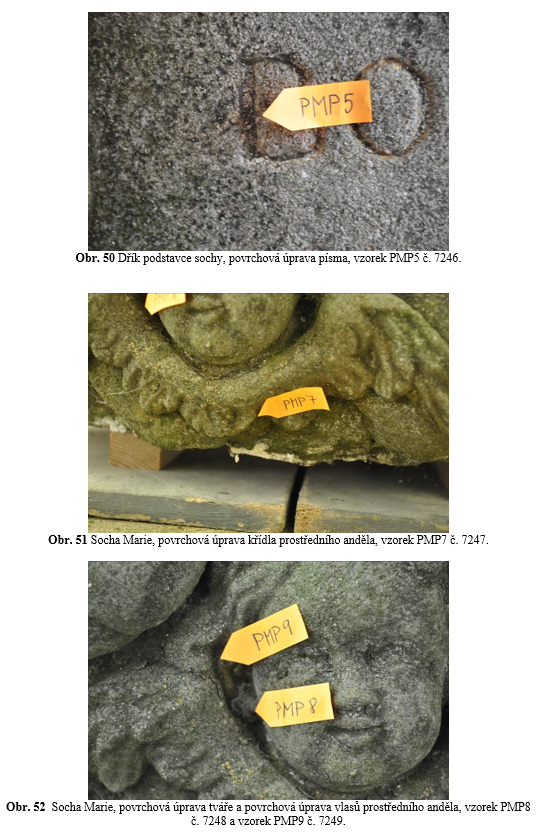 BO
PMP5
Obr. 50 Dřík podstavce sochy, povrchová úprava písma, vzorek PMP5 č. 7246.
PMP7
Obr. 51 Socha Marie, povrchová úprava křídla prostředního anděla, vzorek PMP7 č. 7247.
PMP9
PMP8
Obr. 52 Socha Marie, povrchová úprava tváře a povrchová úprava vlasů prostředního anděla, vzorek PMP8
č. 7248 a vzorek PMP9 č. 7249.